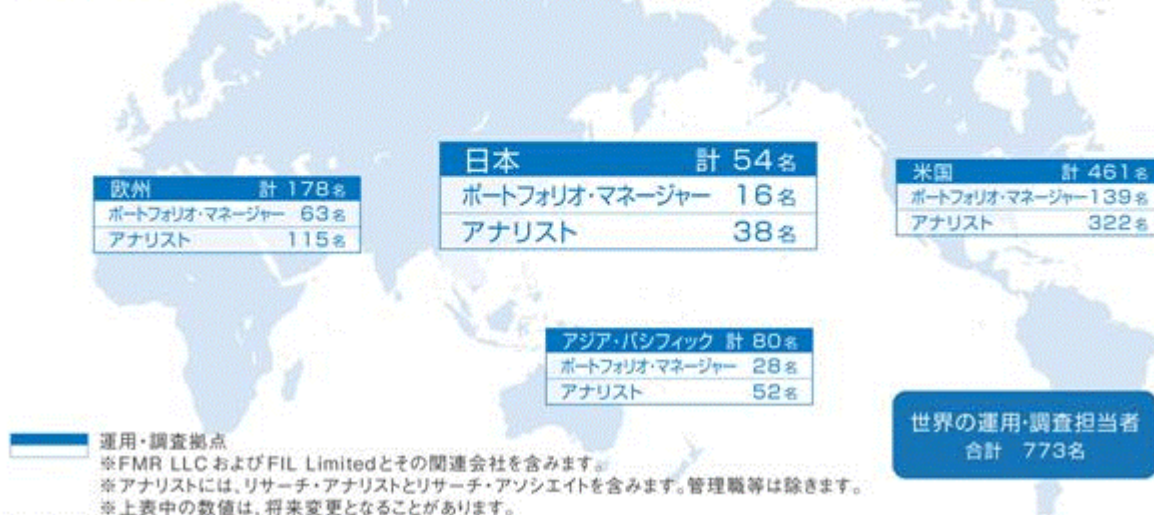 日本 計 54名
ポートフォリオ・マネージャー 16名
アナリスト 38名
欧州 計 178名
ポートフォリオ・マネージャー 63名
アナリスト 115名
米国 計 461名
ポートフォリオ・マネージャー 139名
アナリスト 322名
アジア・パシフィック 計 80名
ポートフォリオ・マネージャー 28名
アナリスト 52名
世界の運用・調査担当者
合計 773名
運用・調査拠点
※FMR LLC およびFIL Limitedとその関連会社を含みます。
※アナリストには、リサーチ・アナリストとリサーチ・アソシエイトを含みます。管理職等は除きます。
※上表中の数値は、将来変更となることがあります。